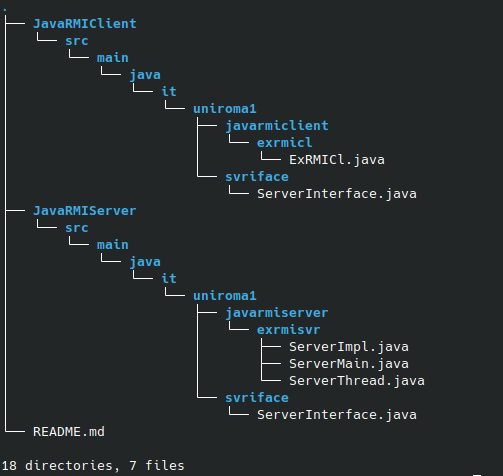 .
├── JavaRMIClient
│   └── src
│       └── main
│           └── java
│               └── it
│                   └── uniroma1
│                       ├── javarmiclient
│                       │   └── exrmicl
│                       │       └── ExRMICl.java
│                       └── svriface
│                           └── ServerInterface.java
├── JavaRMIServer
│   └── src
│       └── main
│           └── java
│               └── it
│                   └── uniroma1
│                       ├── javarmiserver
│                       │   └── exrmisvr
│                       │       ├── ServerImpl.java
│                       │       ├── ServerMain.java
│                       │       └── ServerThread.java
│                       └── svriface
│                           └── ServerInterface.java
└── README.md
18 directories, 7 files